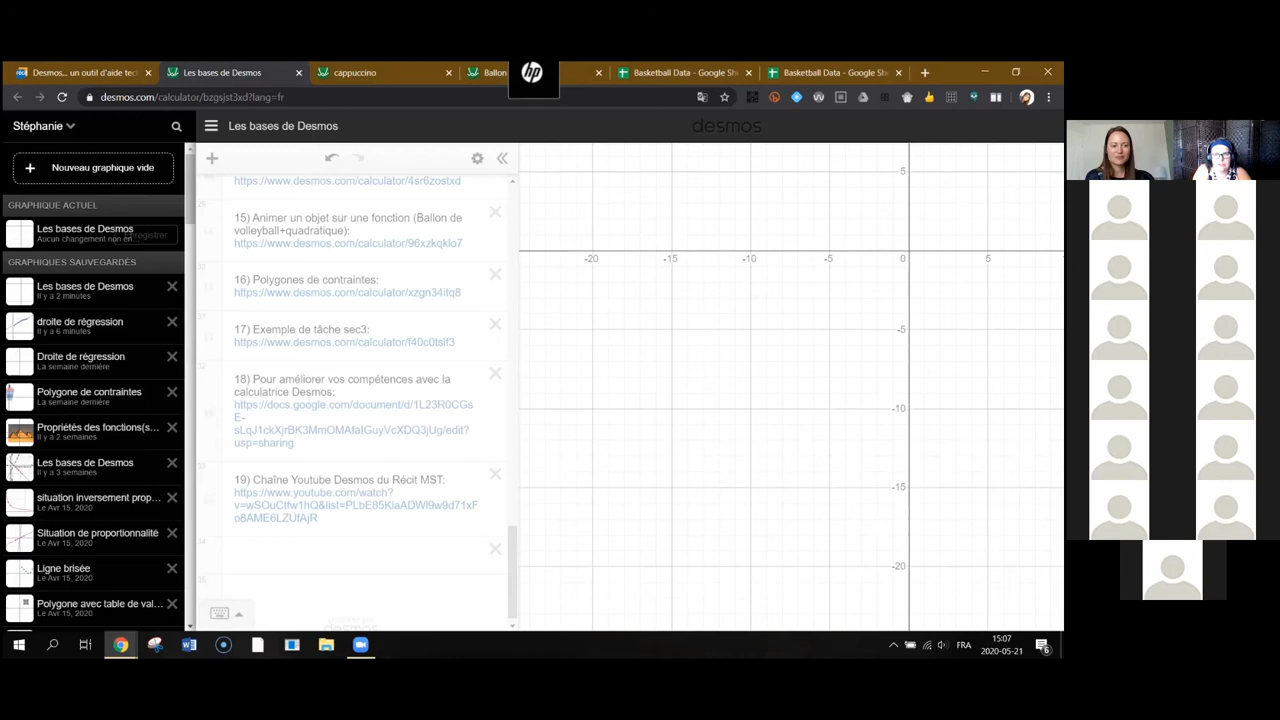 Desmos... un outil d'aide tec
Les bases de Desmos
cappuccino
Ballon
hp
Basketball Data - Google She
Basketball Data - Google She
desmos.com/calculator/bzgsjst3xd?lang=fr
Stéphanie
Les bases de Desmos
desmos
Nouveau graphique vide
GRAPHIQUE ACTUEL
Les bases de Desmos
Aucun changement non en...
Enregistrer
GRAPHIQUES SAUVEGARDÉS
Les bases de Desmos
Il y a 2 minutes
droite de régression
Il y a 6 minutes
Droite de régression
La semaine dernière
Polygone de contraintes
La semaine dernière
Propriétés des fonctions(s...
Il y a 2 semaines
Les bases de Desmos
Il y a 3 semaines
situation inversement prop...
Le Avr 15, 2020
Situation de proportionnalité
Le Avr 15, 2020
Ligne brisée
Le Avr 15, 2020
Polygone avec table de val...
Le Avr 15, 2020
https://www.desmos.com/calculator/4sr6zostxd
15) Animer un objet sur une fonction (Ballon de
volleyball+quadratique):
https://www.desmos.com/calculator/96xzkqklo7
16) Polygones de contraintes:
https://www.desmos.com/calculator/xzgn34itq8
17) Exemple de tâche sec3:
https://www.desmos.com/calculator/f40c0tsif3
18) Pour améliorer vos compétences avec la
calculatrice Desmos:
https://docs.google.com/document/d/1L23R0CGs
E-
sLqJ1ckXjrBK3MmOMAfaIGuyVcXDQ3jUg/edit?
usp=sharing
19) Chaîne Youtube Desmos du Récit MST:
https://www.youtube.com/watch?
v=wSOuCtfw1hQ&list=PLbE85KlaADWl9w9d71xF
o8AME6LZUfAjR
desmos
5
-20 -15 -10 -5 0 5
-5
-10
-15
-20
FRA
15:07
2020-05-21
6